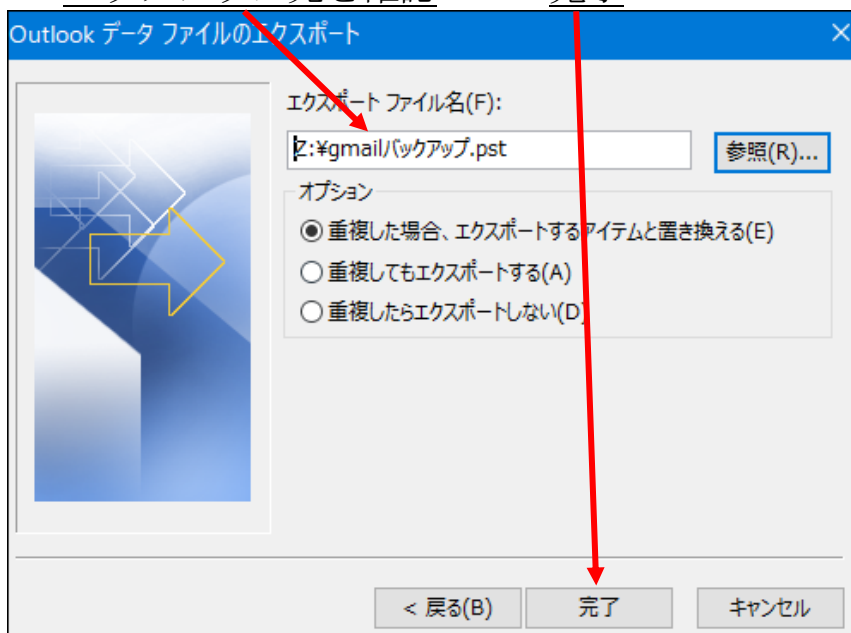 Outlook データ ファイルのエクスポート
エクスポート ファイル名(F):
Z:¥gmailバックアップ.pst
参照(R)...
オプション
重複した場合、エクスポートするアイテムと置き換える(E)
重複してもエクスポートする(A)
重複したらエクスポートしない(D)
< 戻る(B)
完了
キャンセル